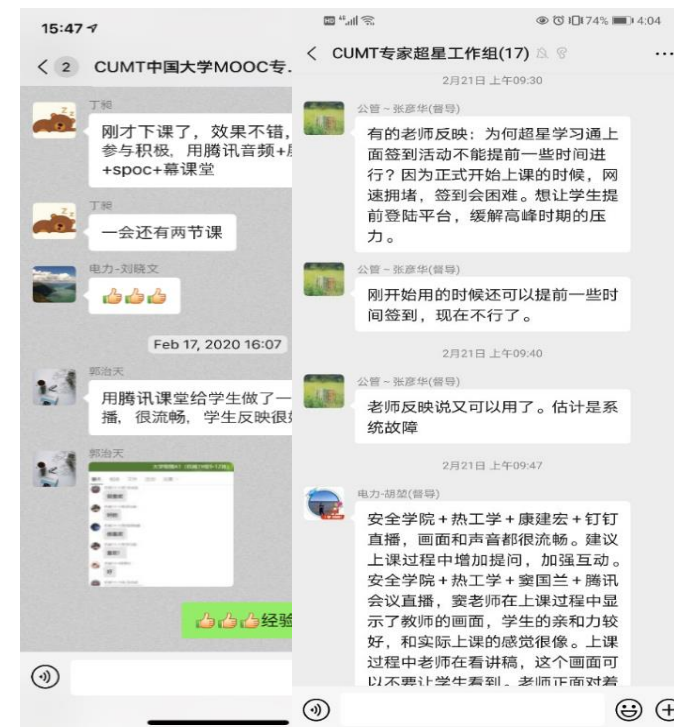 15:47
2 CUMT中国大学MOOC专.
丁昶
刚才下课了，效果不错，
参与积极，用腾讯音频+
+spoc+慕课堂
丁昶
一会还有两节课
电力-刘晓文
Feb 17, 2020 16:07
郭治天
用腾讯课堂给学生做了一
播，很流畅，学生反映很
郭治天
经验
HD 4G 74% 4:04
CUMT专家超星工作组(17) ...
2月21日 上午09:30
公管～张彦华(督导)
有的老师反映：为何超星学习通上
面签到活动不能提前一些时间进
行？因为正式开始上课的时候，网
速拥堵，签到会困难。想让学生提
前登陆平台，缓解高峰时期的压
力。
公管～张彦华(督导)
刚开始用的时候还可以提前一些时
间签到，现在不行了。
2月21日 上午09:40
公管～张彦华(督导)
老师反映说又可以用了。估计是系
统故障
2月21日 上午09:47
电力-胡堃(督导)
安全学院+热工学+康建宏+钉钉
直播，画面和声音都很流畅。建议
上课过程中增加提问，加强互动。
安全学院+热工学+窦国兰+腾讯
会议直播，窦老师在上课过程中显
示了教师的画面，学生的亲和力较
好，和实际上课的感觉很像。上课
过程中老师在看讲稿，这个画面可
以不要让学生看到。老师正面对着